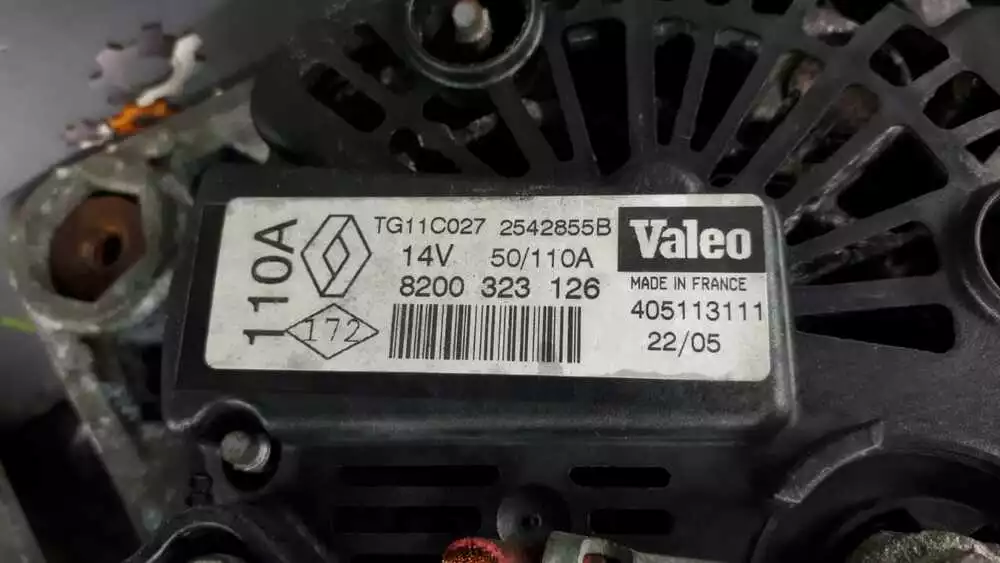 110A
172
TG11C027 2542855B
14V 50/110A
8200 323 126
Valeo
MADE IN FRANCE
405113111
22/05